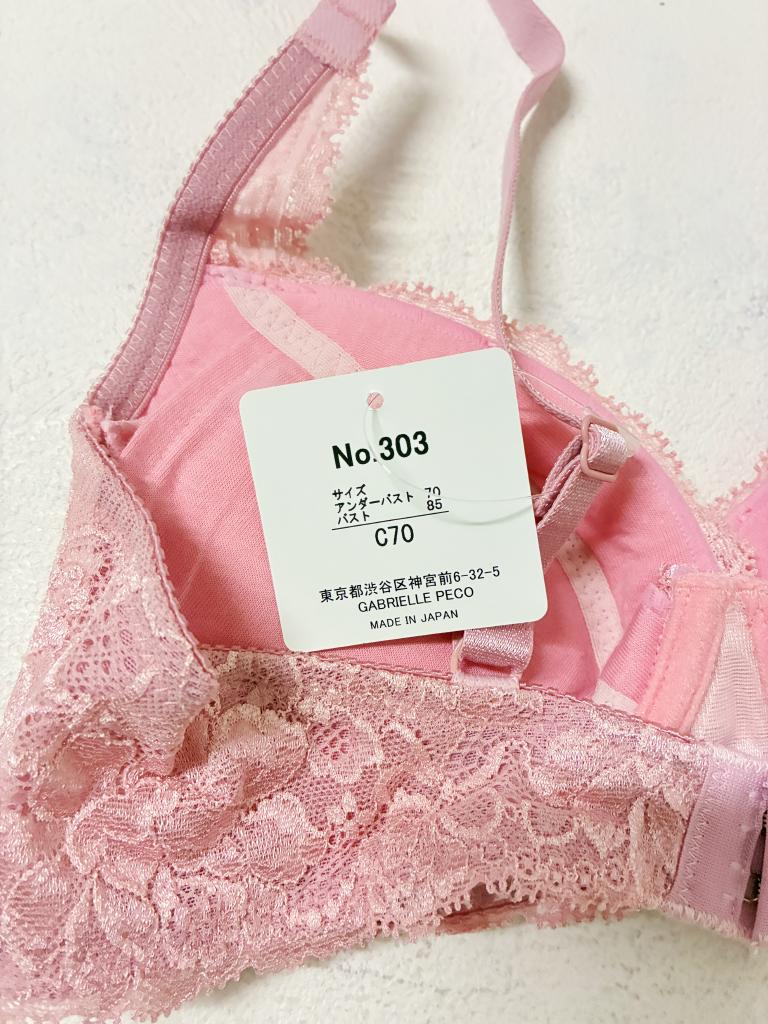 No.303
サイズ
アンダーバスト 70
バスト 85
C70
東京都渋谷区神宮前6-32-5
GABRIELLE PECO
MADE IN JAPAN